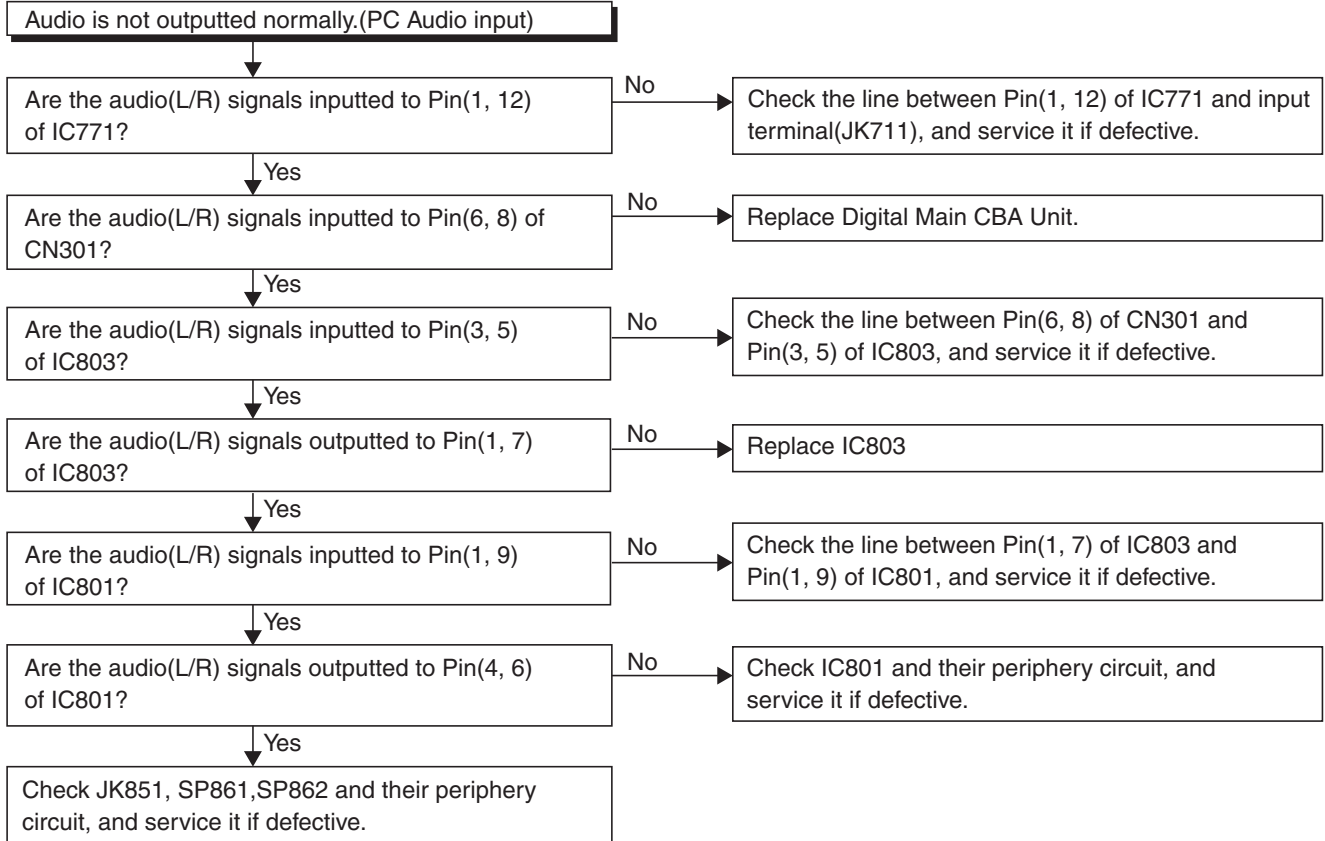 Audio is not outputted normally.(PC Audio input)
Are the audio(L/R) signals inputted to Pin(1, 12)
of IC771?
No
Check the line between Pin(1, 12) of IC771 and input
terminal(JK711), and service it if defective.
Yes
Are the audio(L/R) signals inputted to Pin(6, 8) of
CN301?
No
Replace Digital Main CBA Unit.
Yes
Are the audio(L/R) signals inputted to Pin(3, 5)
of IC803?
No
Check the line between Pin(6, 8) of CN301 and
Pin(3, 5) of IC803, and service it if defective.
Yes
Are the audio(L/R) signals outputted to Pin(1, 7)
of IC803?
No
Replace IC803
Yes
Are the audio(L/R) signals inputted to Pin(1, 9)
of IC801?
No
Check the line between Pin(1, 7) of IC803 and
Pin(1, 9) of IC801, and service it if defective.
Yes
Are the audio(L/R) signals outputted to Pin(4, 6)
of IC801?
No
Check IC801 and their periphery circuit, and
service it if defective.
Yes
Check JK851, SP861,SP862 and their periphery
circuit, and service it if defective.